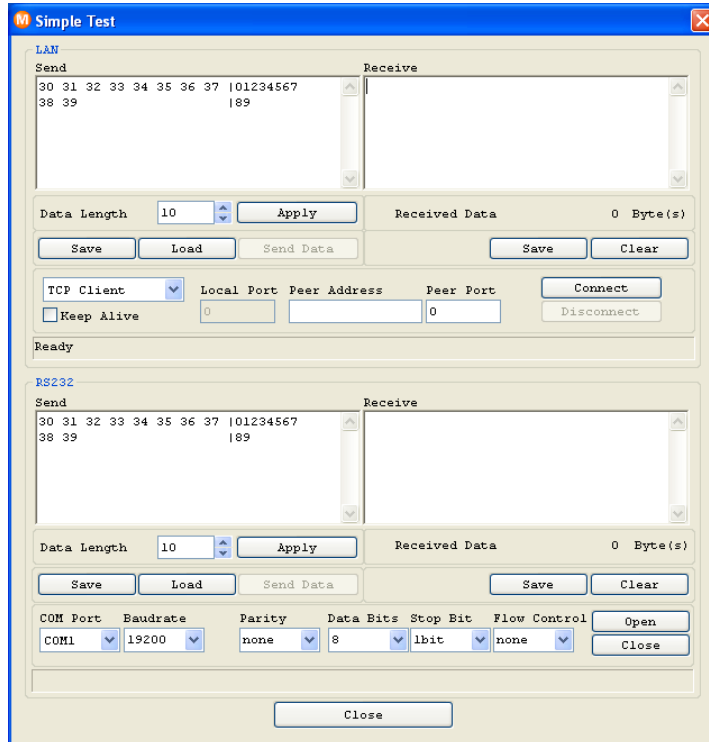 M Simple Test
LAN
Send Receive
30 31 32 33 34 35 36 37 |01234567
38 39 |89
Data Length 10 Apply Received Data 0 Byte(s)
Save Load Send Data Save Clear
TCP Client Local Port Peer Address Peer Port Connect
Keep Alive 0 0 Disconnect
Ready
RS232
Send Receive
30 31 32 33 34 35 36 37 |01234567
38 39 |89
Data Length 10 Apply Received Data 0 Byte(s)
Save Load Send Data Save Clear
COM Port Baudrate Parity Data Bits Stop Bit Flow Control Open
COM1 19200 none 8 1bit none Close
Close